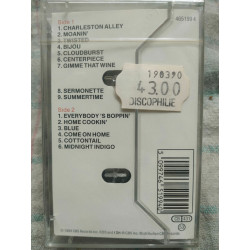 Side 1
1. CHARLESTON ALLEY
2. MOANIN'
3. TWISTED
4. BIJOU
5. CLOUDBURST
6. CENTERPIECE
7. GIMME THAT WINE
8. SERMONETTE
9. SUMMERTIME
Side 2
1. EVERYBODY'S BOPPIN'
2. HOME COOKIN'
3. BLUE
4. COME ON HOME
5. COTTONTAIL
6. MIDNIGHT INDIGO
190390
43.00
DISCOPHILE